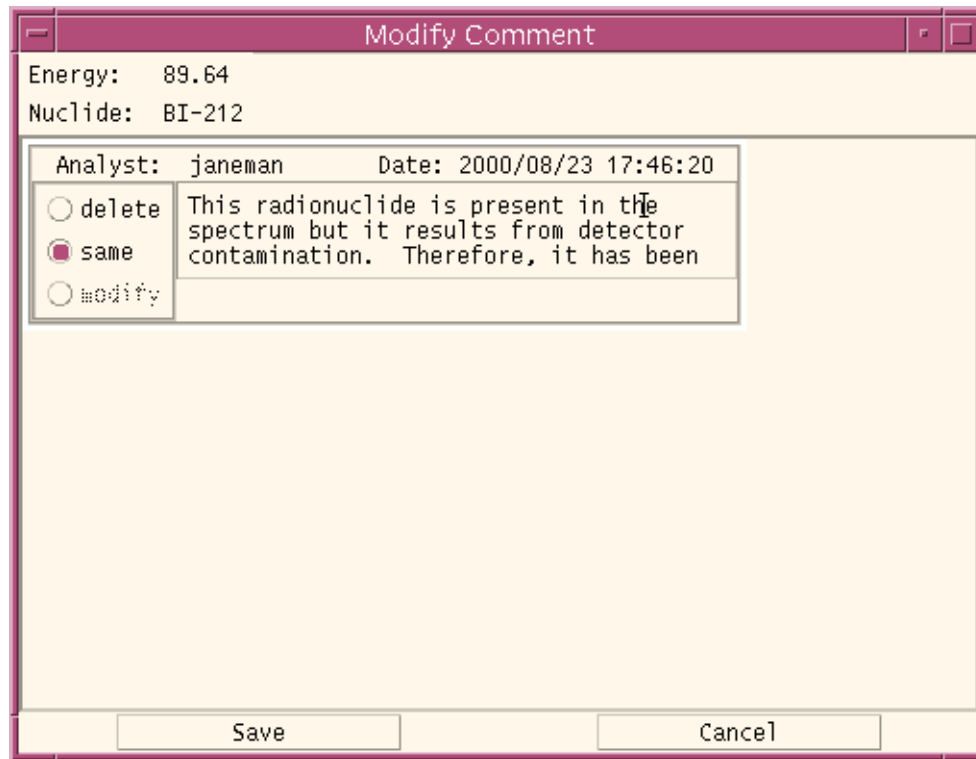 Modify Comment
Energy: 89.64
Nuclide: BI-212
Analyst: janeman Date: 2000/08/23 17:46:20
delete
same
modify
This radionuclide is present in the
spectrum but it results from detector
contamination. Therefore, it has been
Save Cancel